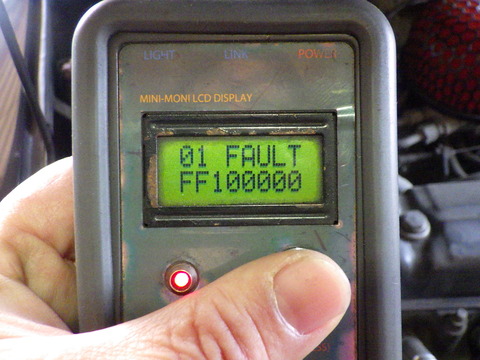 LIGHT LINK POWER
MINI-MONI LCD DISPLAY
01 FAULT
FF100000